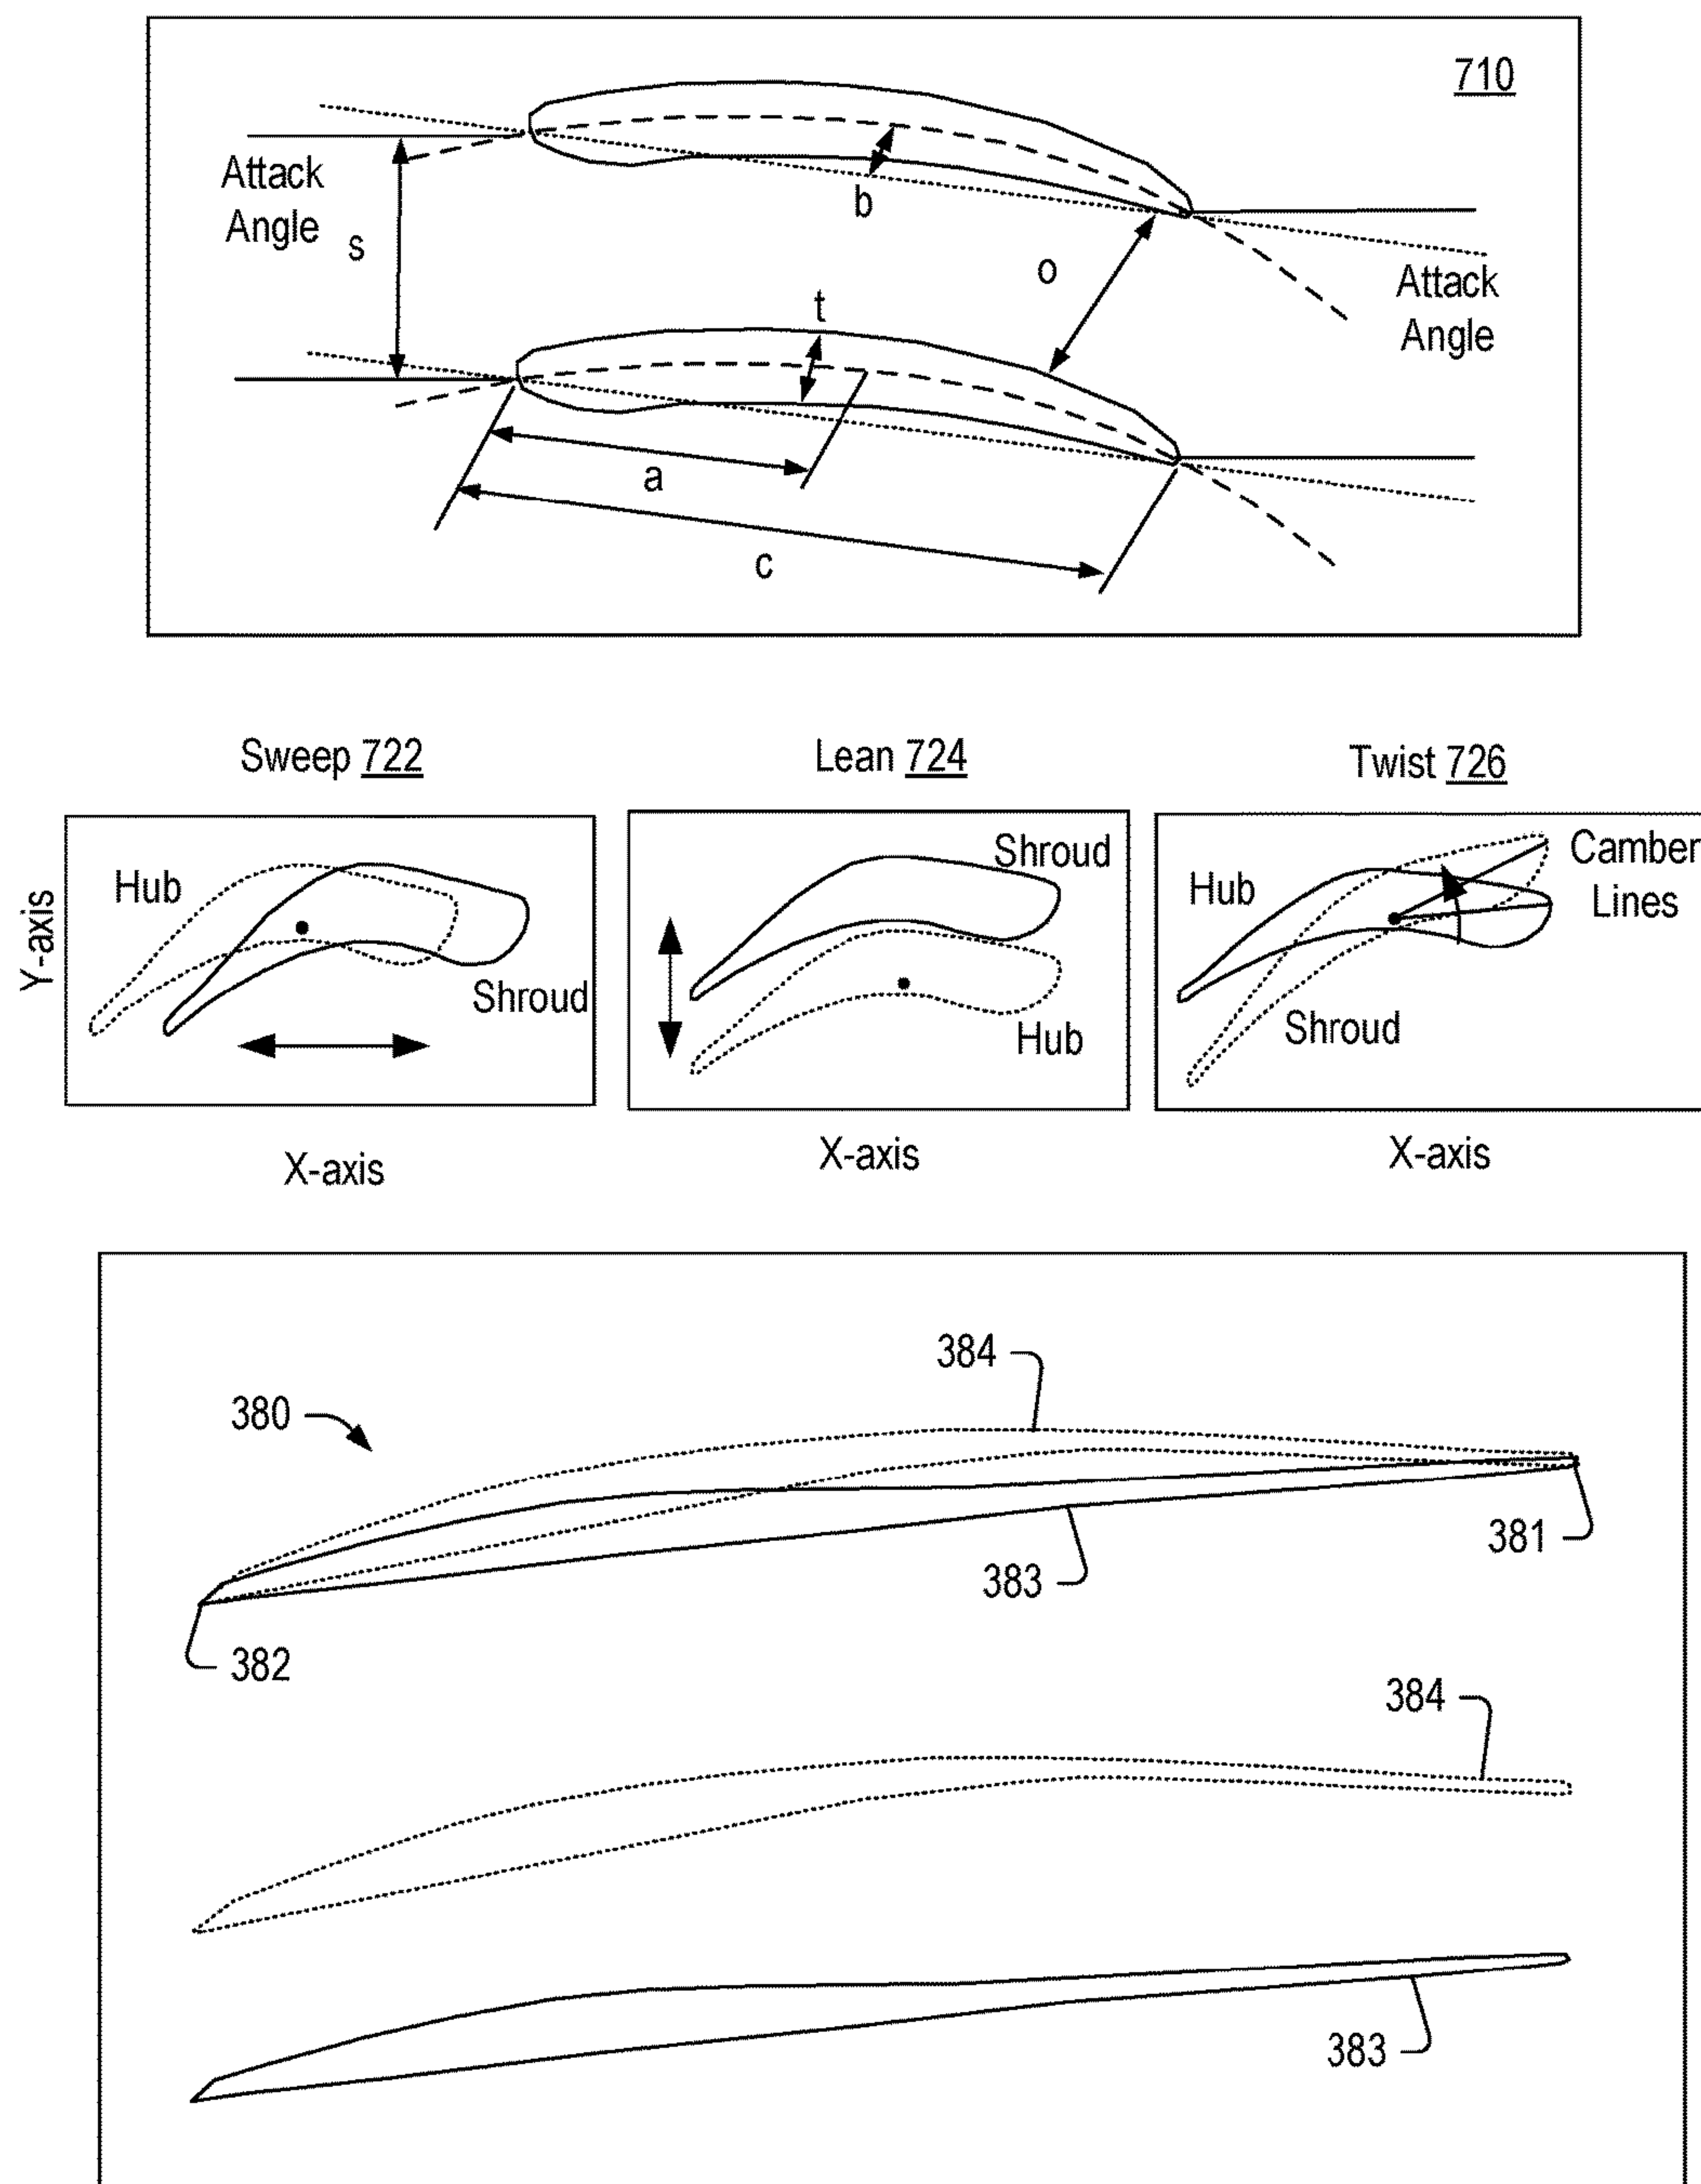 710
Attack
Angle
s
b
o
Attack
Angle
t
a
c
Sweep 722
Lean 724
Twist 726
Y-axis
Hub
Shroud
Shroud
Hub
Hub
Shroud
Camber
Lines
X-axis
X-axis
X-axis
384
380
381
383
382
384
383